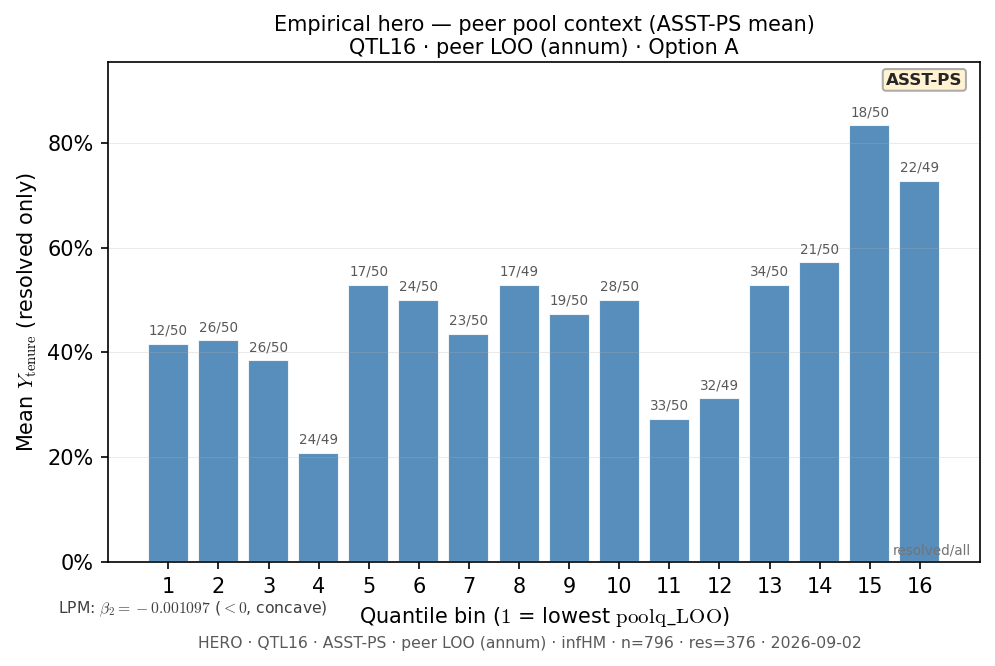 Empirical hero — peer pool context (ASST-PS mean)
QTL16 · peer LOO (annum) · Option A
ASST-PS
Mean Y_tenure (resolved only)
80%
60%
40%
20%
0%
12/50
26/50
26/50
24/49
17/50
24/50
23/50
17/49
19/50
28/50
33/50
32/49
34/50
21/50
18/50
22/49
resolved/all
1 2 3 4 5 6 7 8 9 10 11 12 13 14 15 16
LPM: β₂ = −0.001097 (<0, concave)
Quantile bin (1 = lowest poolq_LOO)
HERO · QTL16 · ASST-PS · peer LOO (annum) · infHM · n=796 · res=376 · 2026-09-02